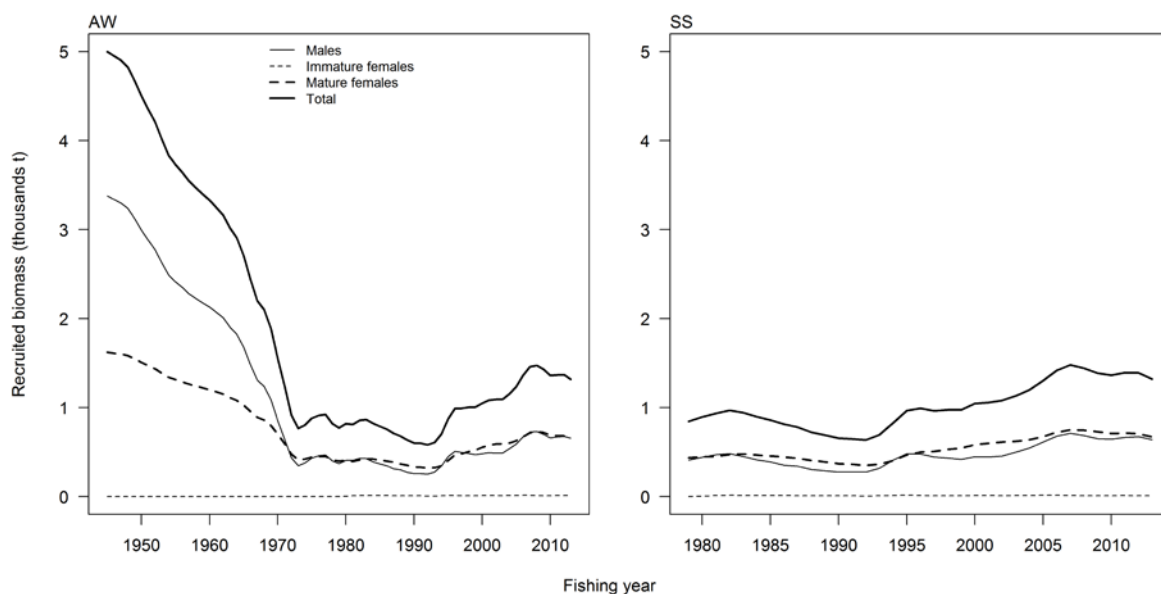 AW
SS
Males
Immature females
Mature females
Total
Recruited biomass (thousands t)
5
4
3
2
1
0
5
4
3
2
1
0
1950 1960 1970 1980 1990 2000 2010
1980 1985 1990 1995 2000 2005 2010
Fishing year